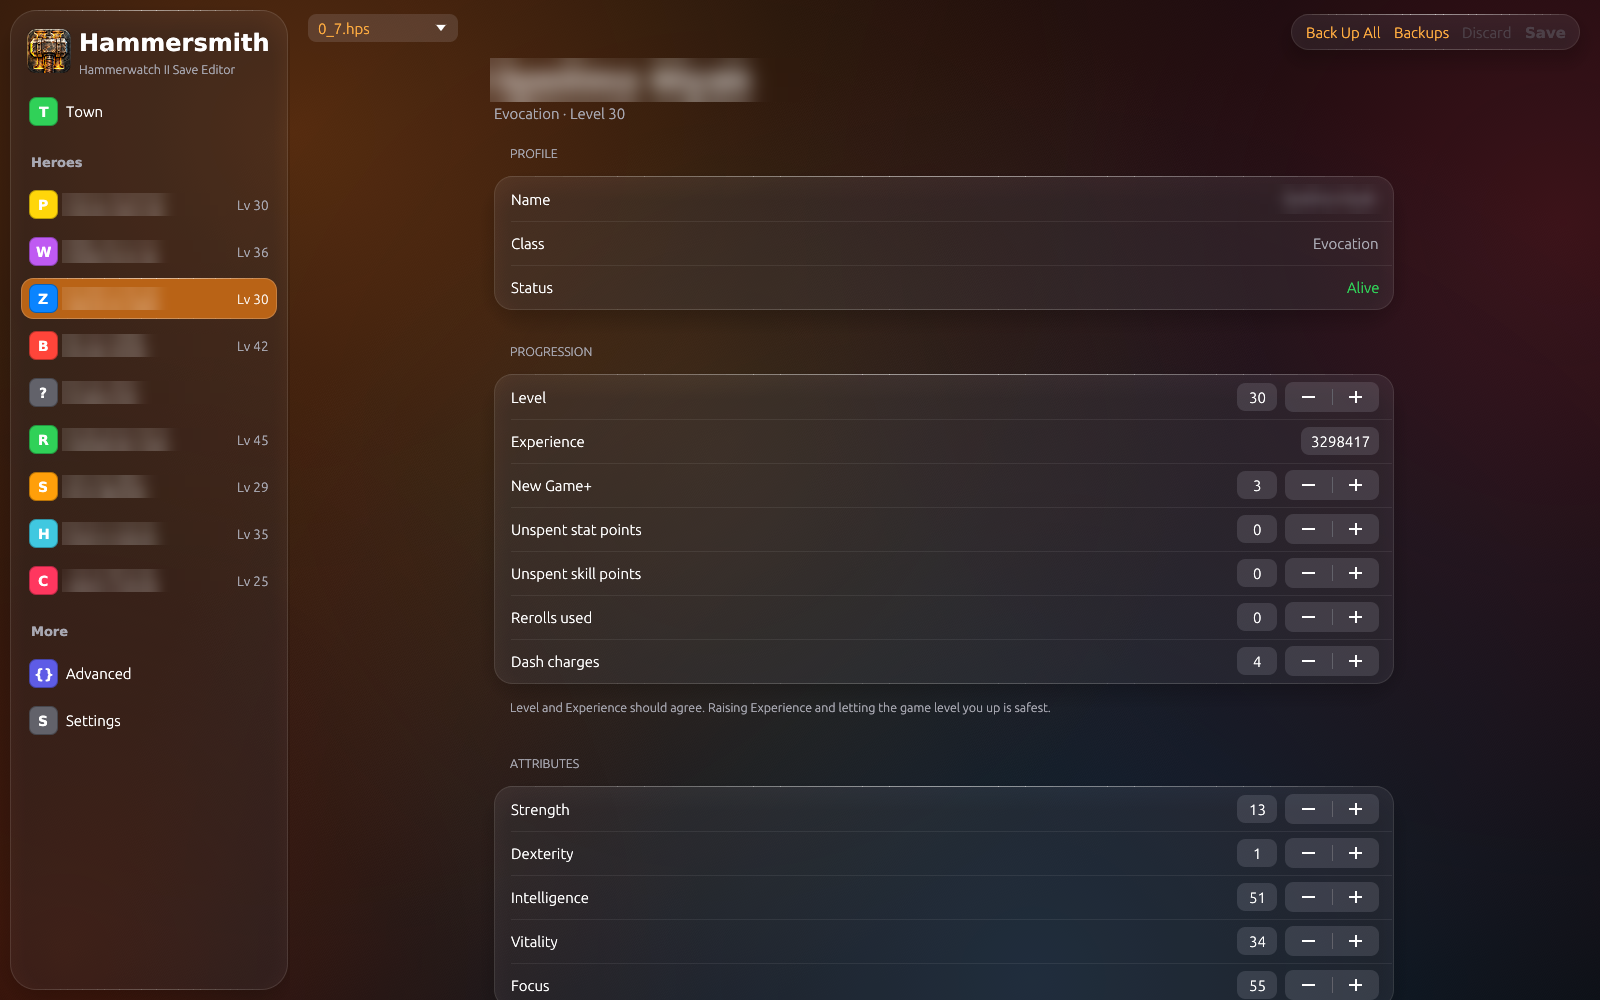 Hammersmith
Hammerwatch II Save Editor
T Town
Heroes
P Lv 30
W Lv 36
Z Lv 30
B Lv 42
?
R Lv 45
S Lv 29
H Lv 35
C Lv 25
More
{} Advanced
S Settings
0_7.hps
Back Up All Backups Discard Save
Evocation · Level 30
PROFILE
Name
Class Evocation
Status Alive
PROGRESSION
Level 30 − +
Experience 3298417
New Game+ 3 − +
Unspent stat points 0 − +
Unspent skill points 0 − +
Rerolls used 0 − +
Dash charges 4 − +
Level and Experience should agree. Raising Experience and letting the game level you up is safest.
ATTRIBUTES
Strength 13 − +
Dexterity 1 − +
Intelligence 51 − +
Vitality 34 − +
Focus 55 − +